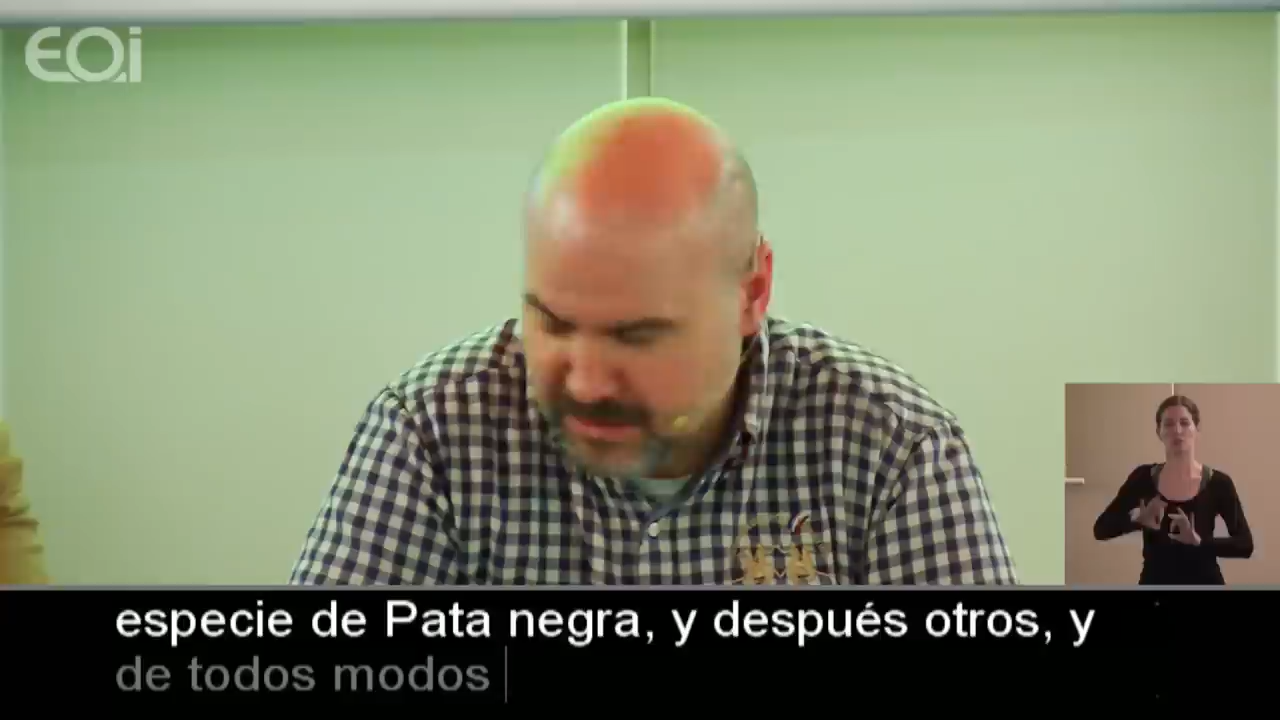 EOi
especie de Pata negra, y después otros, y
de todos modos